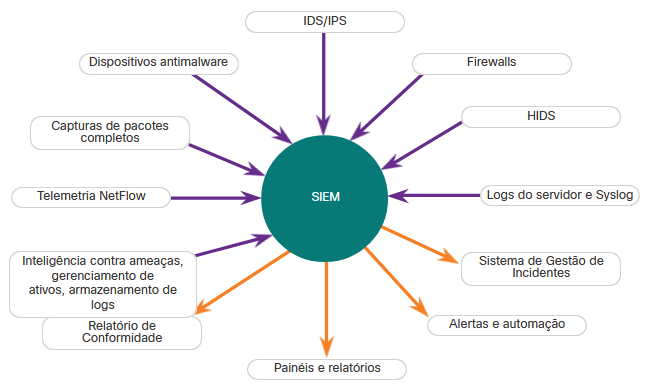 IDS/IPS
Dispositivos antimalware
Firewalls
Capturas de pacotes
completos
HIDS
Telemetria NetFlow
SIEM
Logs do servidor e Syslog
Inteligência contra ameaças,
gerenciamento de
ativos, armazenamento de
logs
Sistema de Gestão de
Incidentes
Relatório de
Conformidade
Alertas e automação
Painéis e relatórios